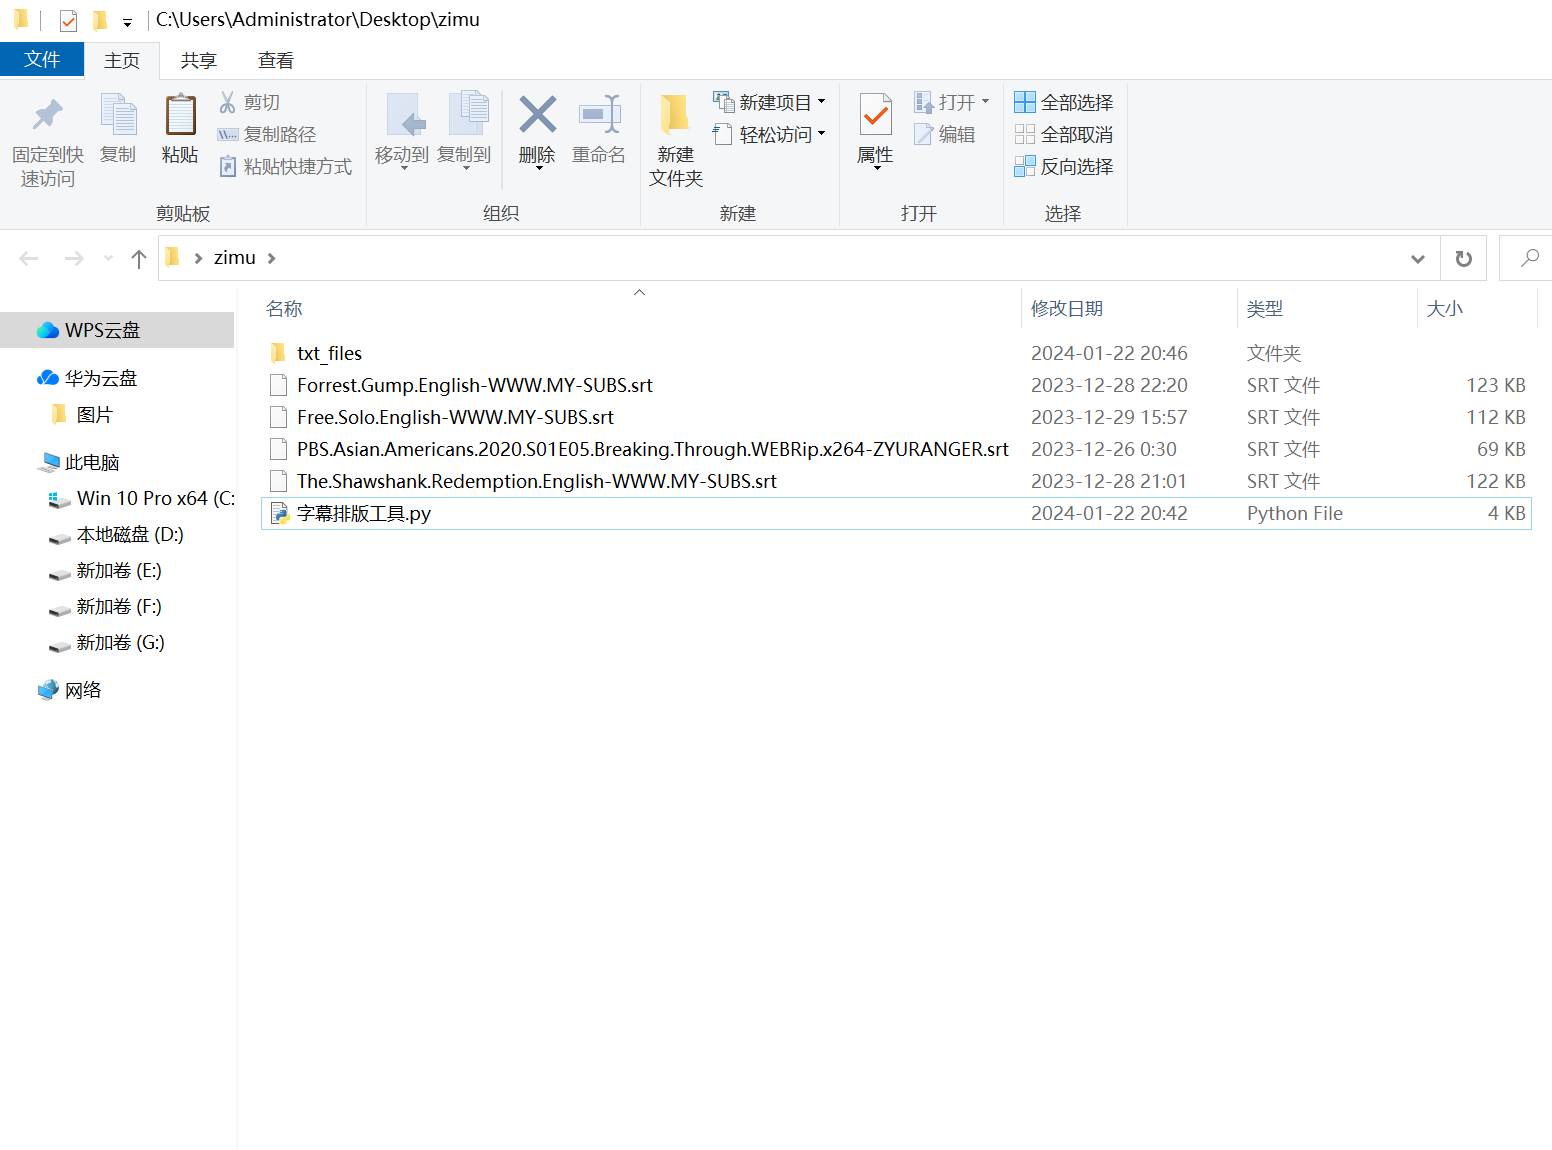 C:\Users\Administrator\Desktop\zimu
文件 主页 共享 查看
固定到快速访问
复制
粘贴
剪切
复制路径
粘贴快捷方式
剪贴板
移动到
复制到
删除
重命名
组织
新建文件夹
新建项目
轻松访问
新建
属性
打开
编辑
打开
全部选择
全部取消
反向选择
选择
zimu
WPS云盘
华为云盘
图片
此电脑
Win 10 Pro x64 (C:
本地磁盘 (D:)
新加卷 (E:)
新加卷 (F:)
新加卷 (G:)
网络
名称 修改日期 类型 大小
txt_files 2024-01-22 20:46 文件夹
Forrest.Gump.English-WWW.MY-SUBS.srt 2023-12-28 22:20 SRT 文件 123 KB
Free.Solo.English-WWW.MY-SUBS.srt 2023-12-29 15:57 SRT 文件 112 KB
PBS.Asian.Americans.2020.S01E05.Breaking.Through.WEBRip.x264-ZYURANGER.srt 2023-12-26 0:30 SRT 文件 69 KB
The.Shawshank.Redemption.English-WWW.MY-SUBS.srt 2023-12-28 21:01 SRT 文件 122 KB
字幕排版工具.py 2024-01-22 20:42 Python File 4 KB